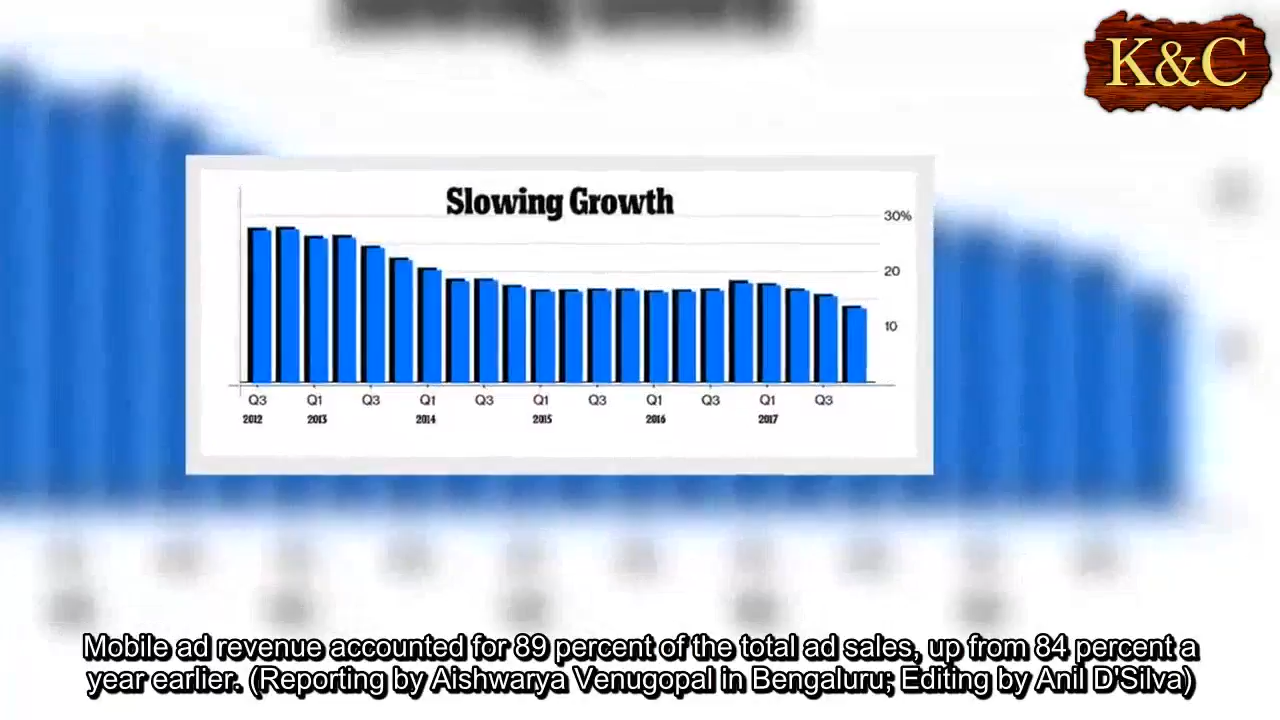 K&C
Slowing Growth
30%
20
10
Q3 Q1 Q3 Q1 Q3 Q1 Q3 Q1 Q3 Q1 Q3
2012 2013 2014 2015 2016 2017
Mobile ad revenue accounted for 89 percent of the total ad sales, up from 84 percent a
year earlier. (Reporting by Aishwarya Venugopal in Bengaluru; Editing by Anil D'Silva)